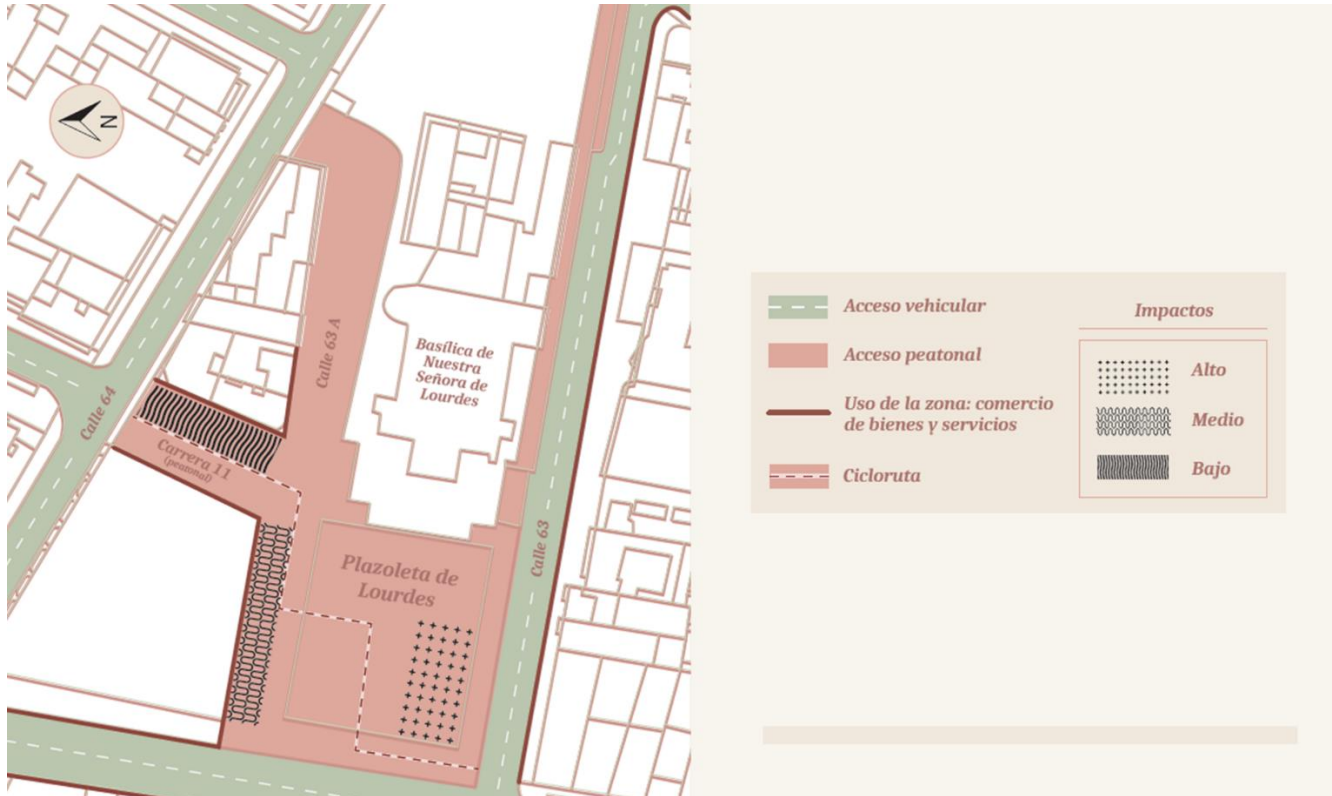 N
Calle 64
Calle 63 A
Basílica de
Nuestra
Señora de
Lourdes
Carrera 11
(peatonal)
Calle 63
Plazoleta de
Lourdes
Acceso vehicular
Acceso peatonal
Uso de la zona: comercio
de bienes y servicios
Cicloruta
Impactos
Alto
Medio
Bajo